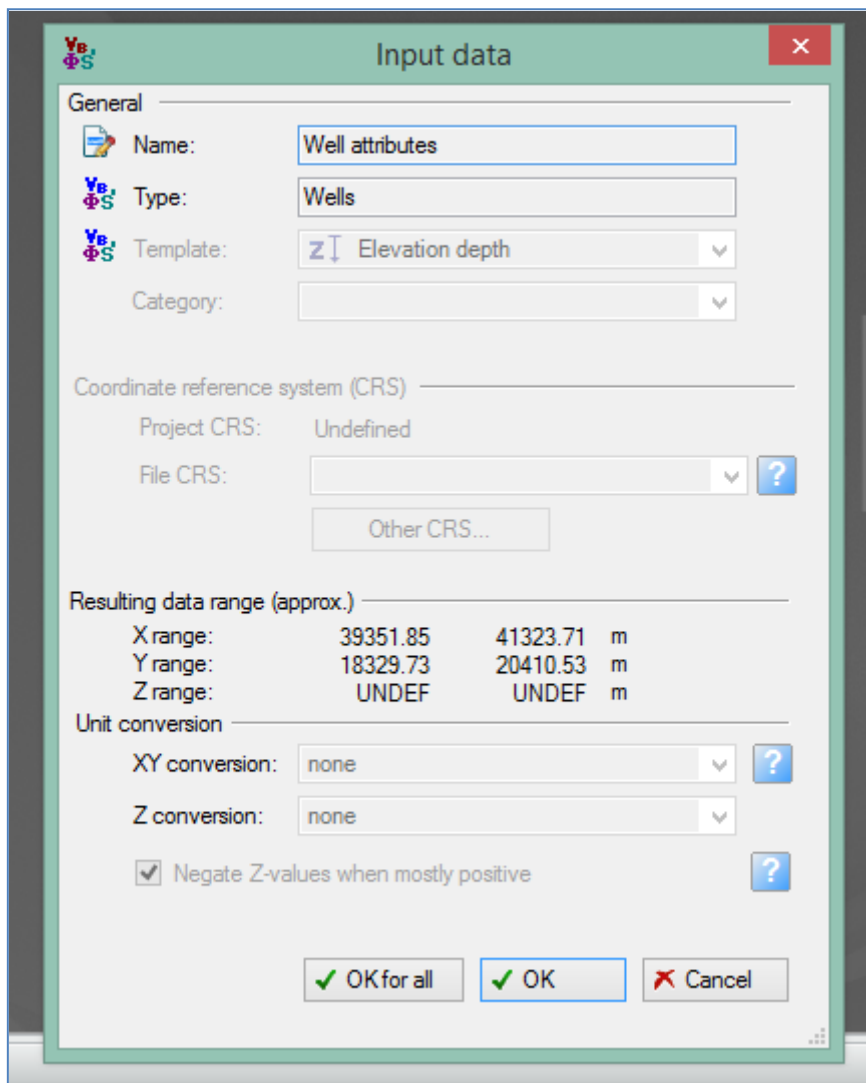 Input data
General
Name: Well attributes
Type: Wells
Template: Elevation depth
Category:
Coordinate reference system (CRS)
Project CRS: Undefined
File CRS:
?
Other CRS...
Resulting data range (approx.)
X range: 39351.85 41323.71 m
Y range: 18329.73 20410.53 m
Z range: UNDEF UNDEF m
Unit conversion
XY conversion: none ?
Z conversion: none
Negate Z-values when mostly positive ?
OK for all OK Cancel